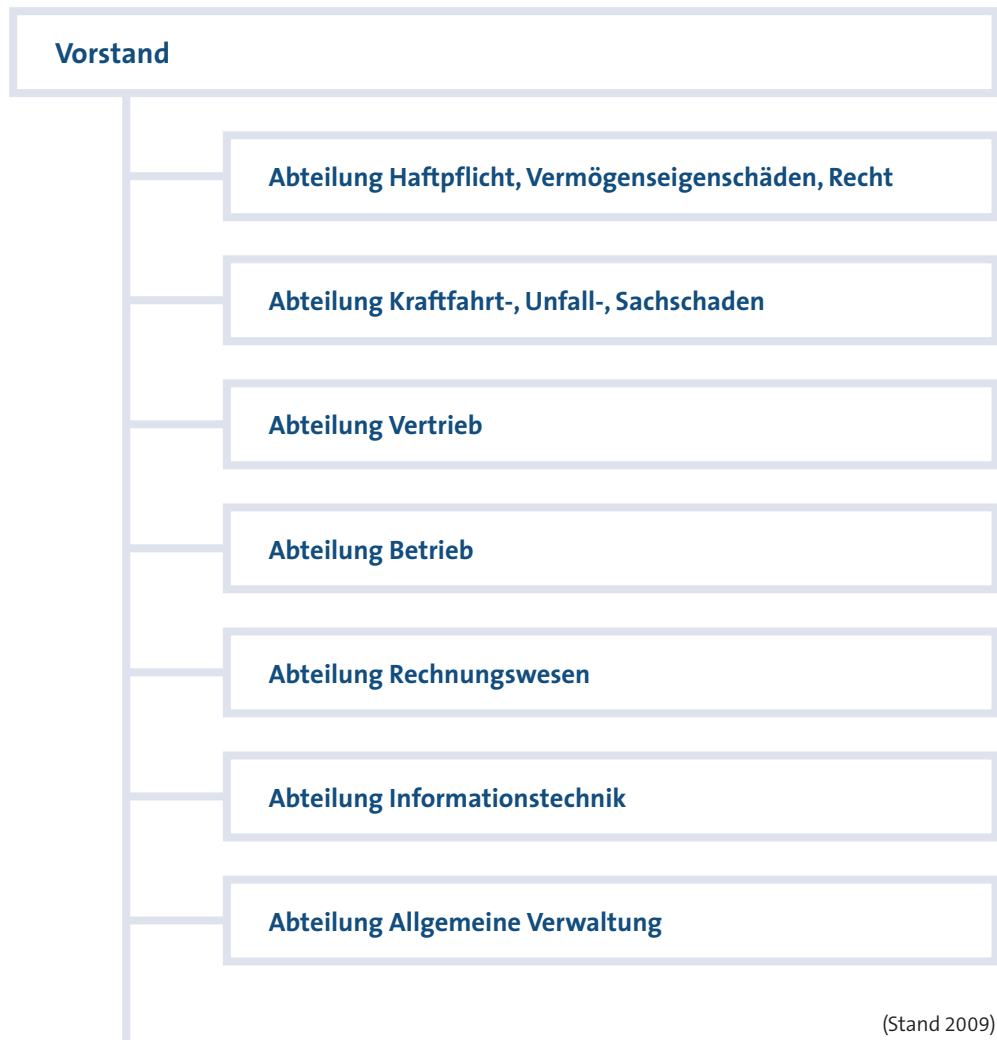 Vorstand
Abteilung Haftpflicht, Vermögenseigenschäden, Recht
Abteilung Kraftfahrt-, Unfall-, Sachschaden
Abteilung Vertrieb
Abteilung Betrieb
Abteilung Rechnungswesen
Abteilung Informationstechnik
Abteilung Allgemeine Verwaltung
(Stand 2009)